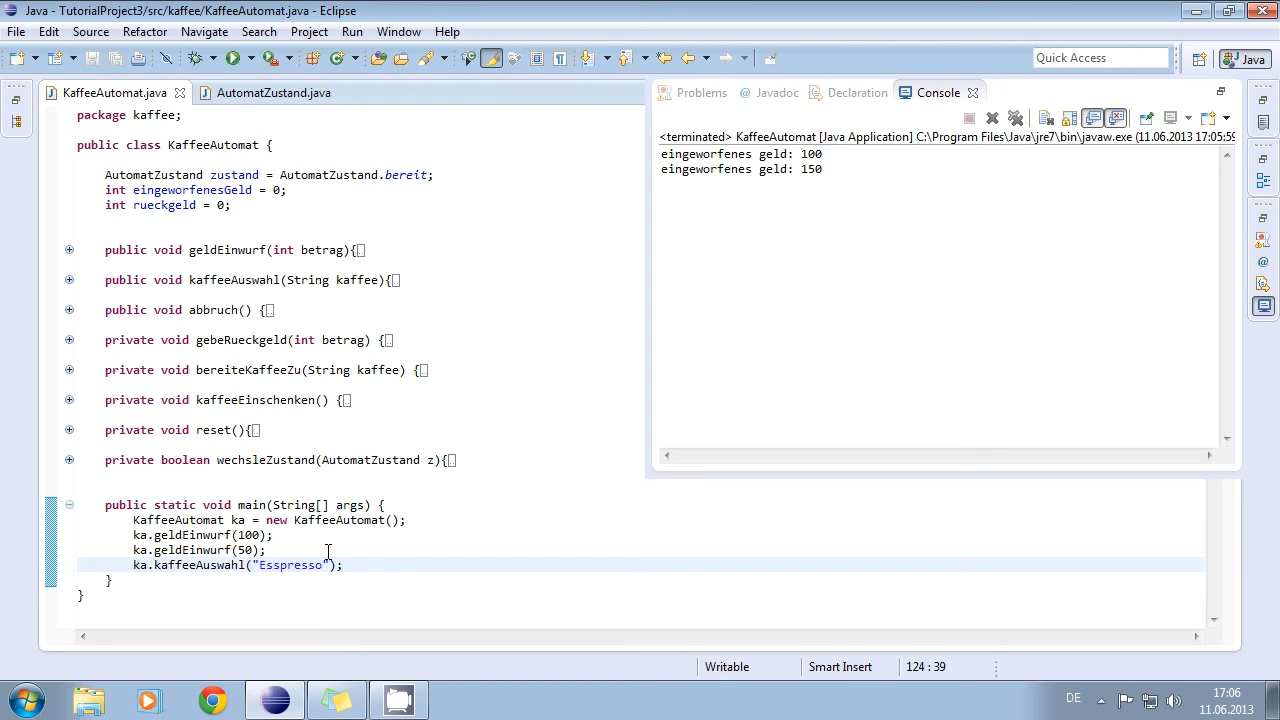 Java - TutorialProject3/src/kaffee/KaffeeAutomat.java - Eclipse
File Edit Source Refactor Navigate Search Project Run Window Help
Quick Access
Java
KaffeeAutomat.java
AutomatZustand.java
Problems @ Javadoc Declaration Console
<terminated> KaffeeAutomat [Java Application] C:\Program Files\Java\jre7\bin\javaw.exe (11.06.2013 17:05:59
eingeworfenes geld: 100
eingeworfenes geld: 150
package kaffee;
public class KaffeeAutomat {
AutomatZustand zustand = AutomatZustand.bereit;
int eingeworfenesGeld = 0;
int rueckgeld = 0;
public void geldEinwurf(int betrag){
public void kaffeeAuswahl(String kaffee){
public void abbruch() {
private void gebeRueckgeld(int betrag) {
private void bereiteKaffeeZu(String kaffee) {
private void kaffeeEinschenken() {
private void reset(){
private boolean wechsleZustand(AutomatZustand z){
public static void main(String[] args) {
KaffeeAutomat ka = new KaffeeAutomat();
ka.geldEinwurf(100);
ka.geldEinwurf(50);
ka.kaffeeAuswahl("Esspresso");
}
}
Writable Smart Insert 124 : 39
DE
17:06
11.06.2013